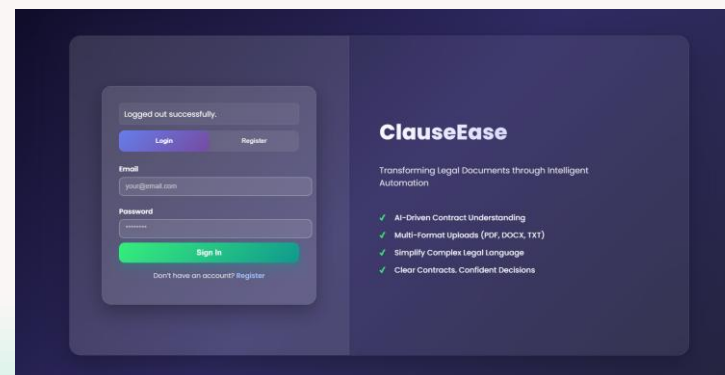 Logged out successfully.
Login
Register
Email
your@email.com
Password
********
Sign In
Don't have an account? Register
ClauseEase
Transforming Legal Documents through Intelligent
Automation
✓ AI-Driven Contract Understanding
✓ Multi-Format Uploads (PDF, DOCX, TXT)
✓ Simplify Complex Legal Language
✓ Clear Contracts, Confident Decisions